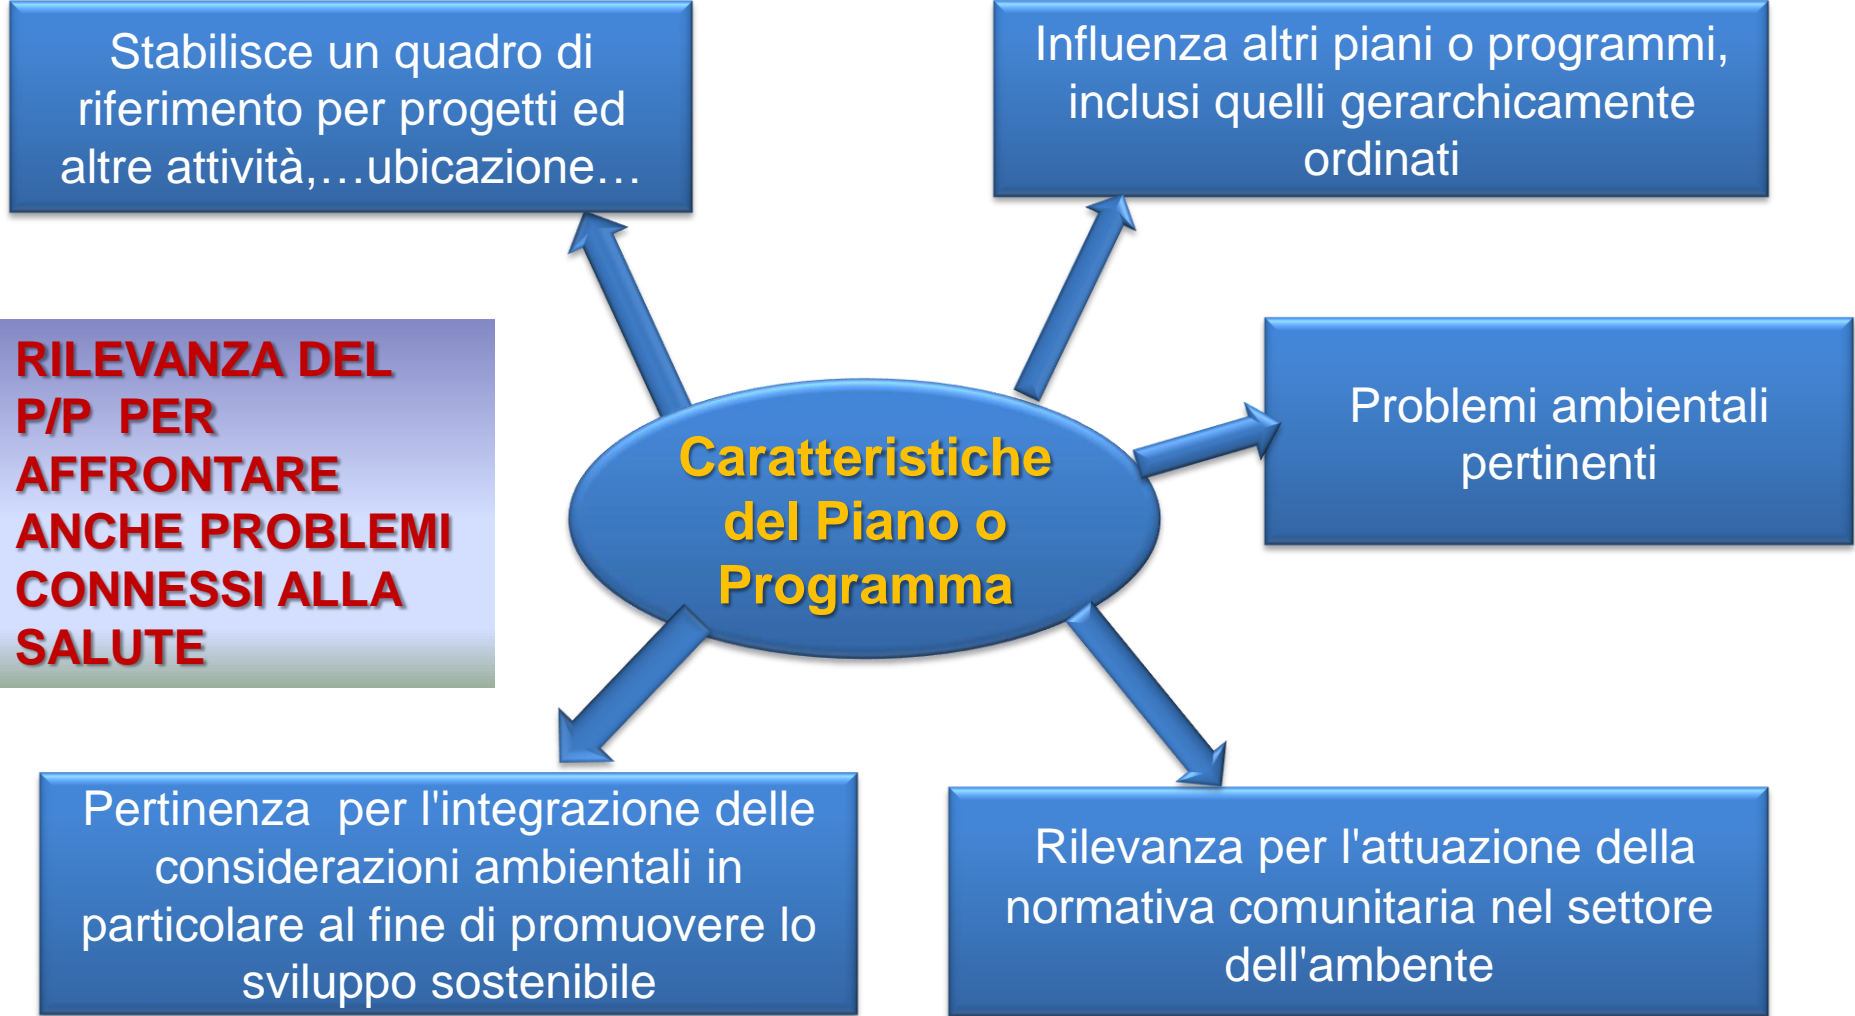 Stabilisce un quadro di
riferimento per progetti ed
altre attività,…ubicazione…
Influenza altri piani o programmi,
inclusi quelli gerarchicamente
ordinati
RILEVANZA DEL
P/P PER
AFFRONTARE
ANCHE PROBLEMI
CONNESSI ALLA
SALUTE
Caratteristiche
del Piano o
Programma
Problemi ambientali
pertinenti
Pertinenza per l'integrazione delle
considerazioni ambientali in
particolare al fine di promuovere lo
sviluppo sostenibile
Rilevanza per l'attuazione della
normativa comunitaria nel settore
dell'ambente